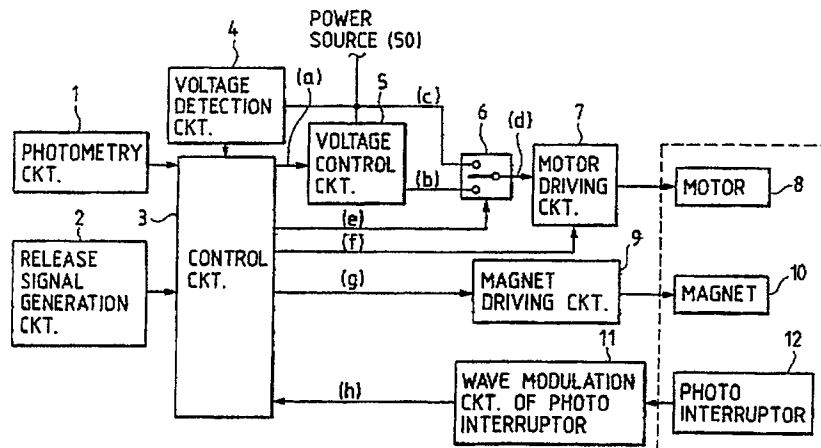 POWER
SOURCE (50)
4
VOLTAGE
DETECTION
CKT.
(a)
5
(c)
1
PHOTOMETRY
CKT.
VOLTAGE
CONTROL
CKT.
(b)
6
(d)
7
MOTOR
DRIVING
CKT.
MOTOR
8
2
RELEASE
SIGNAL
GENERATION
CKT.
3
CONTROL
CKT.
(e)
(f)
(g)
9
MAGNET
DRIVING CKT.
MAGNET
10
11
WAVE MODULATION
CKT. OF PHOTO
INTERRUPTOR
(h)
12
PHOTO
INTERRUPTOR